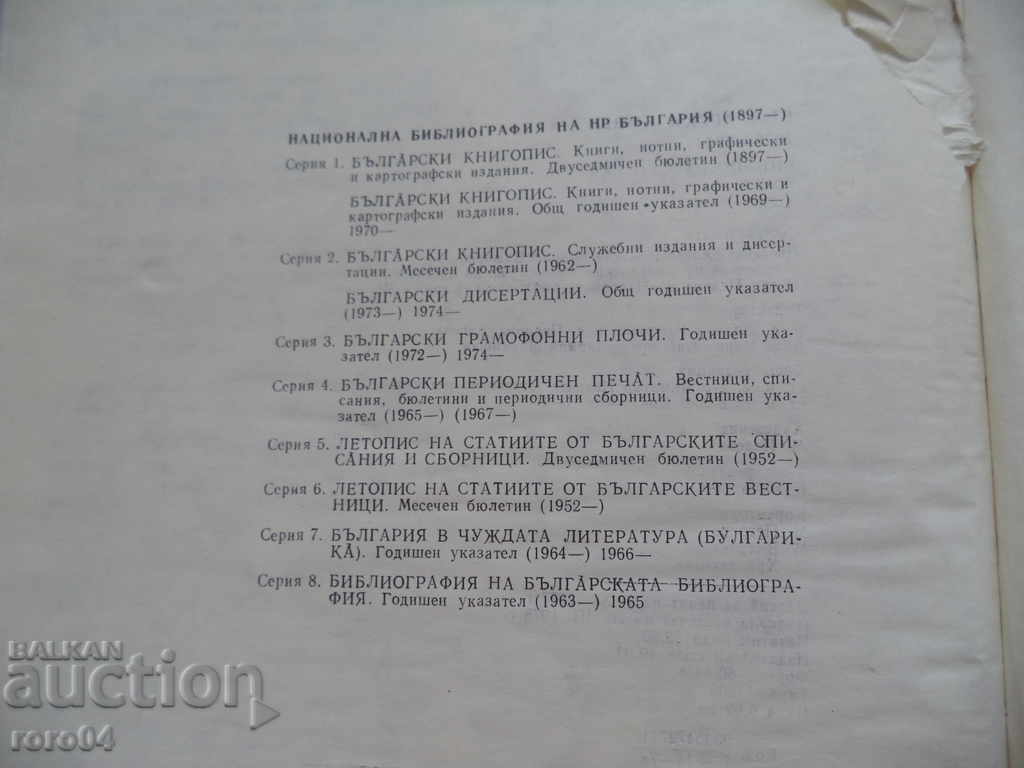 НАЦИОНАЛНА БИБЛИОГРАФИЯ НА НР БЪЛГАРИЯ (1897—)
Серия 1. БЪЛГАРСКИ КНИГОПИС. Книги, нотни, графически
и картографски издания. Двуседмичен бюлетин (1897—)
БЪЛГАРСКИ КНИГОПИС. Книги, нотни, графически и
картографски издания. Общ годишен указател (1969—)
1970—
Серия 2. БЪЛГАРСКИ КНИГОПИС. Служебни издания и дисер-
тации. Месечен бюлетин (1962—)
БЪЛГАРСКИ ДИСЕРТАЦИИ. Общ годишен указател
(1973—) 1974—
Серия 3. БЪЛГАРСКИ ГРАМОФОННИ ПЛОЧИ. Годишен ука-
зател (1972—) 1974—
Серия 4. БЪЛГАРСКИ ПЕРИОДИЧЕН ПЕЧАТ. Вестници, спи-
сания, бюлетини и периодични сборници. Годишен ука-
зател (1965—) (1967—)
Серия 5. ЛЕТОПИС НА СТАТИИТЕ ОТ БЪЛГАРСКИТЕ СПИ-
САНИЯ И СБОРНИЦИ. Двуседмичен бюлетин (1952—)
Серия 6. ЛЕТОПИС НА СТАТИИТЕ ОТ БЪЛГАРСКИТЕ ВЕСТ-
НИЦИ. Месечен бюлетин (1952—)
Серия 7. БЪЛГАРИЯ В ЧУЖДАТА ЛИТЕРАТУРА (БУЛГАРИ-
КА). Годишен указател (1964—) 1966—
Серия 8. БИБЛИОГРАФИЯ НА БЪЛГАРСКАТА БИБЛИОГРА-
ФИЯ. Годишен указател (1963—) 1965
BALKAN
auction
roro04